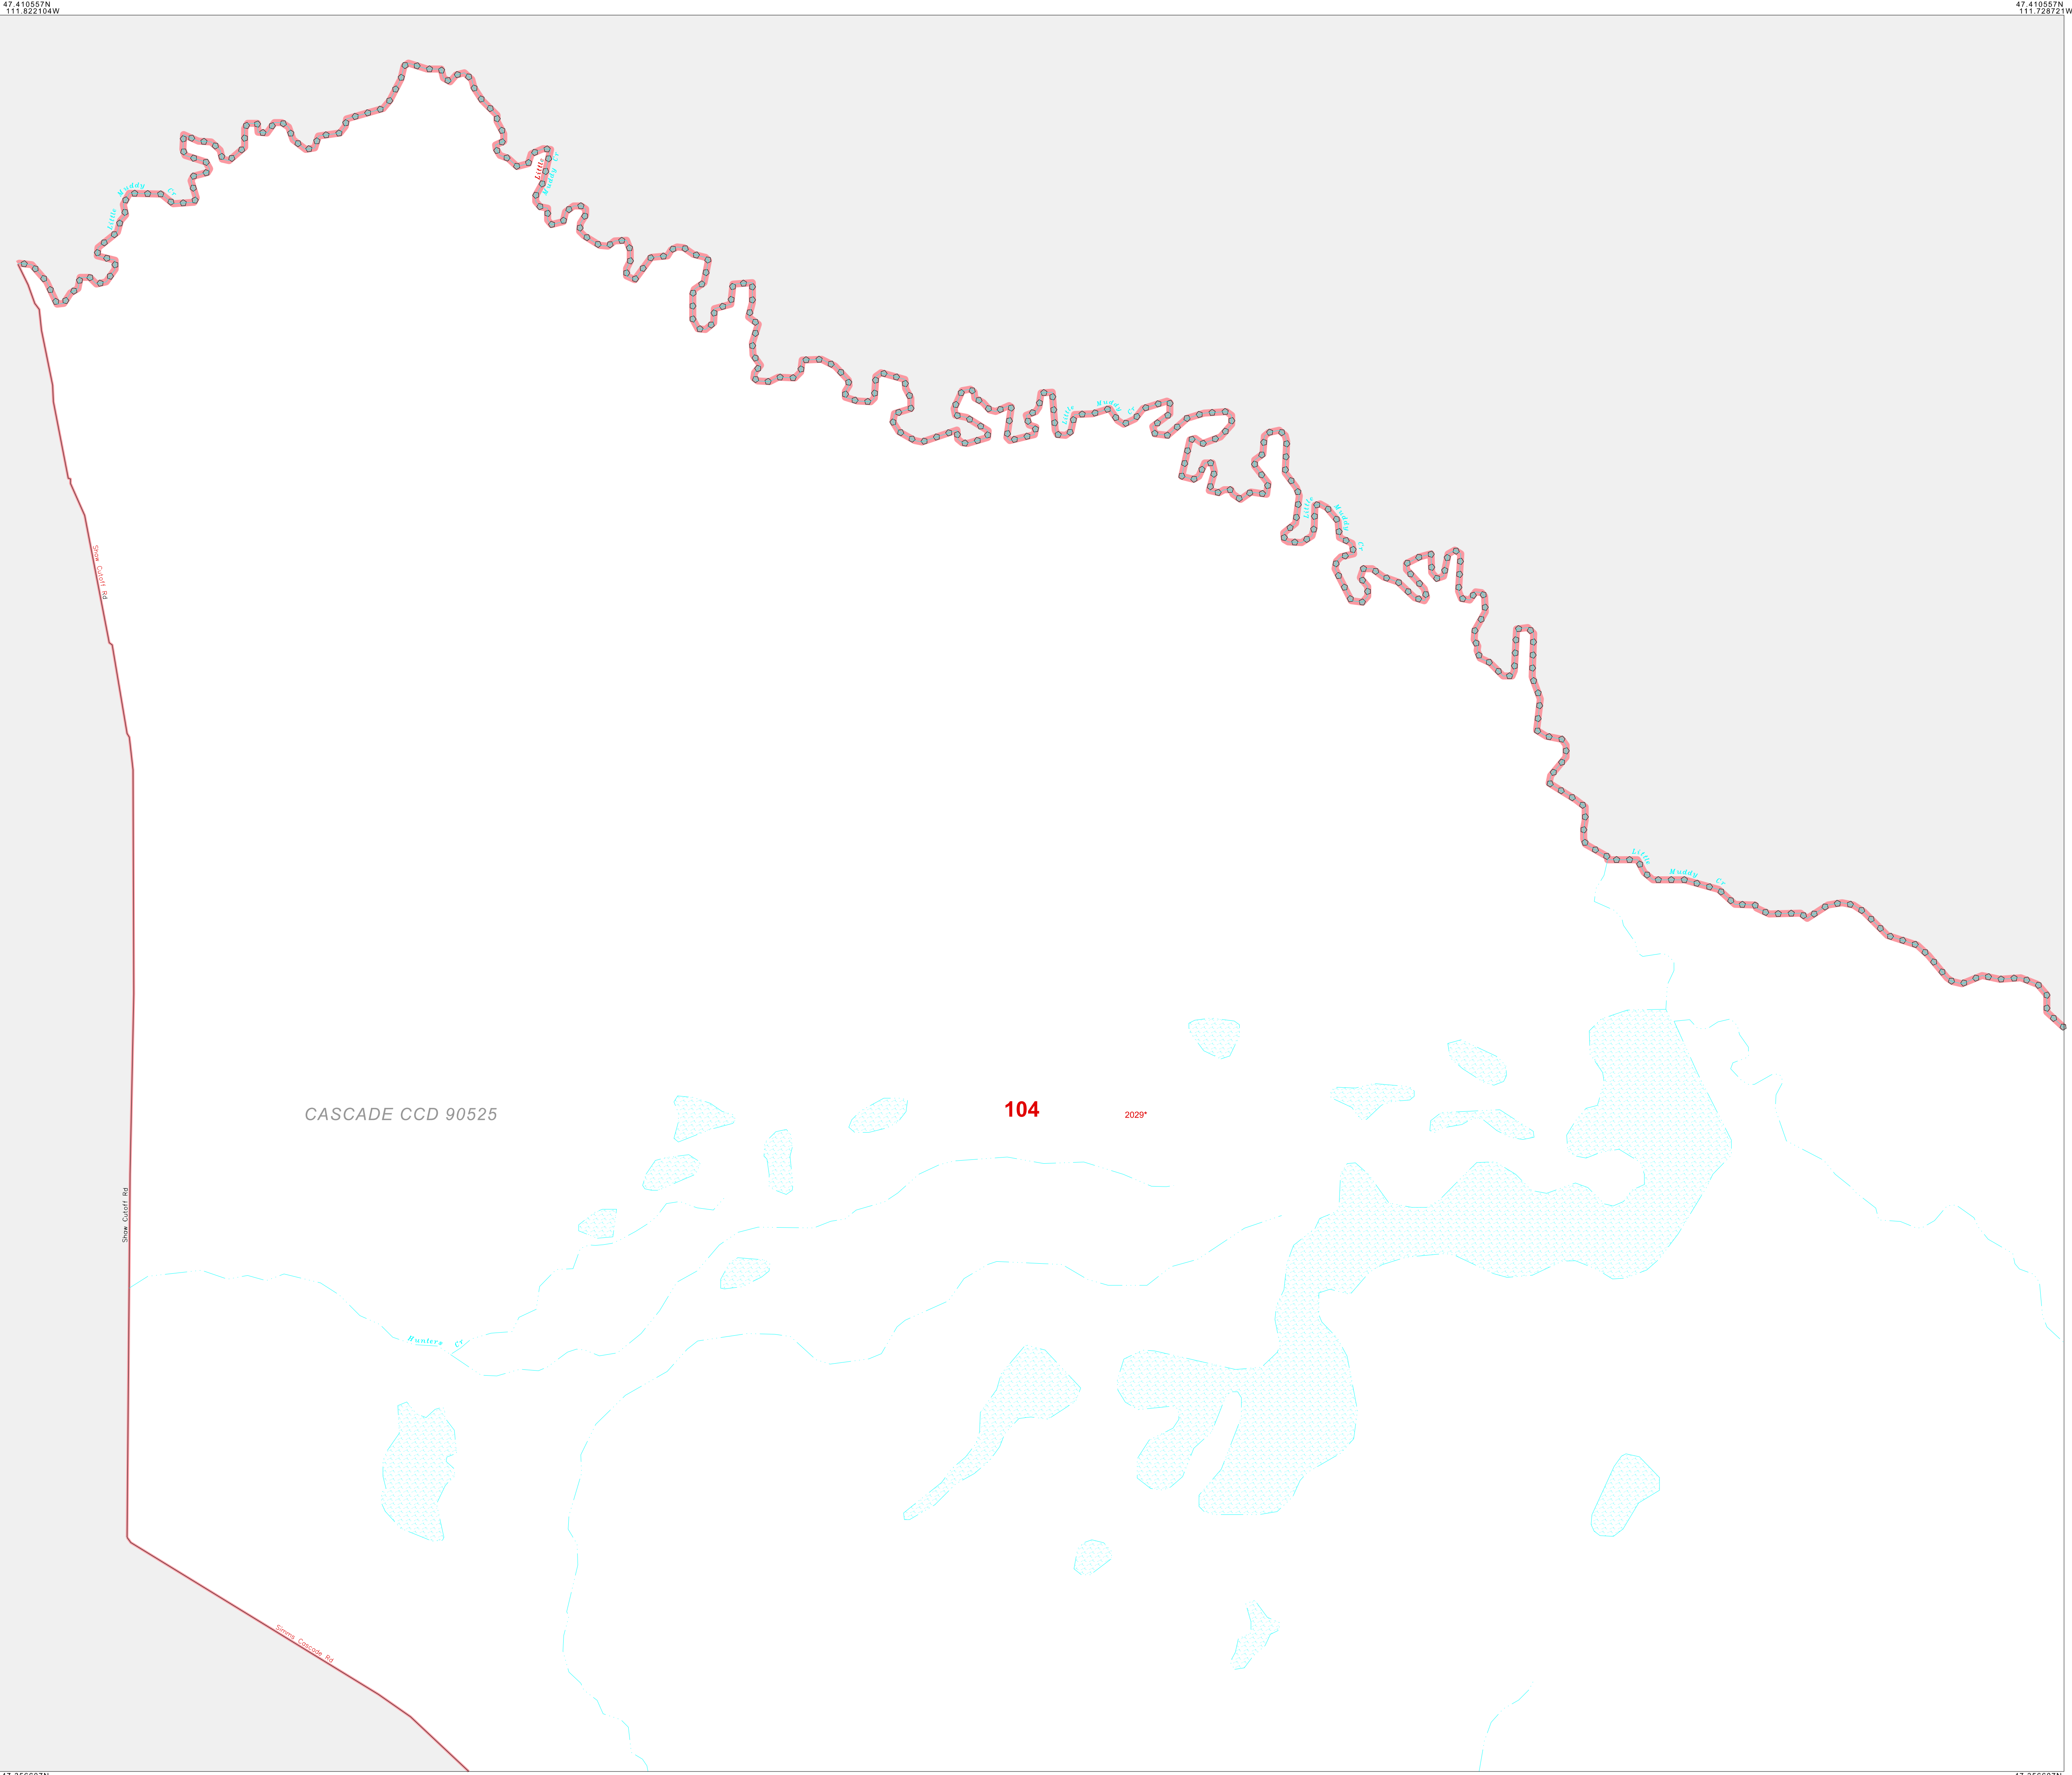 47.410557N
111.822104W
47.410557N
111.728721W
Little Muddy Cr
Little
Muddy Cr
Little Muddy Cr
Little Muddy Cr
Shaw Cutoff Rd
Little Muddy Cr
CASCADE CCD 90525
104
2029*
Shaw Cutoff Rd
Hunters Cr
Simms Cascade Rd